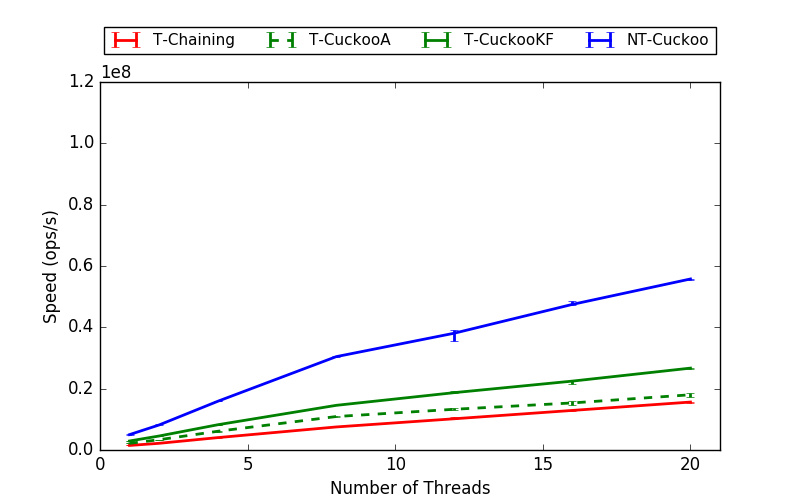 T-Chaining T-CuckooA T-CuckooKF NT-Cuckoo
1e8
1.2
1.0
0.8
0.6
0.4
0.2
0.0
Speed (ops/s)
0 5 10 15 20
Number of Threads